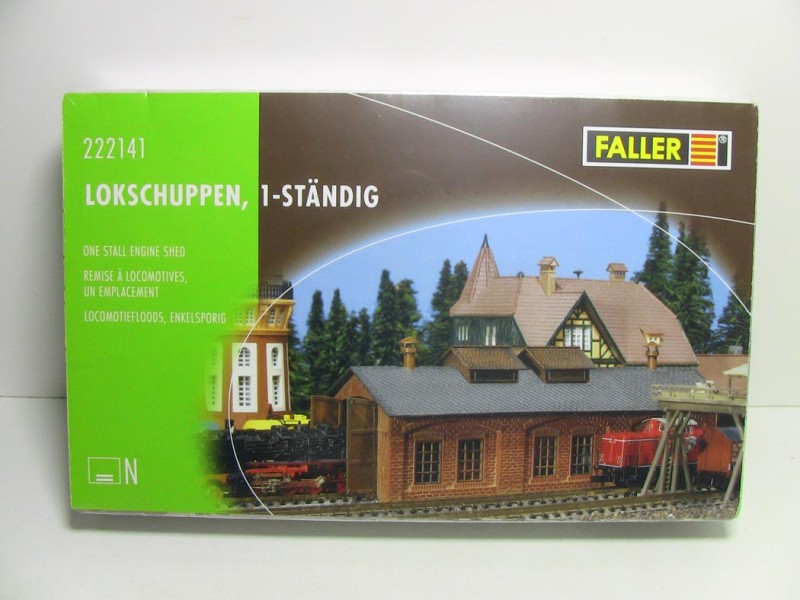 222141
LOKSCHUPPEN, 1-STÄNDIG
FALLER ®
ONE STALL ENGINE SHED
REMISE À LOCOMOTIVES,
UN EMPLACEMENT
LOCOMOTIEFLOODS, ENKELSPORIG
N